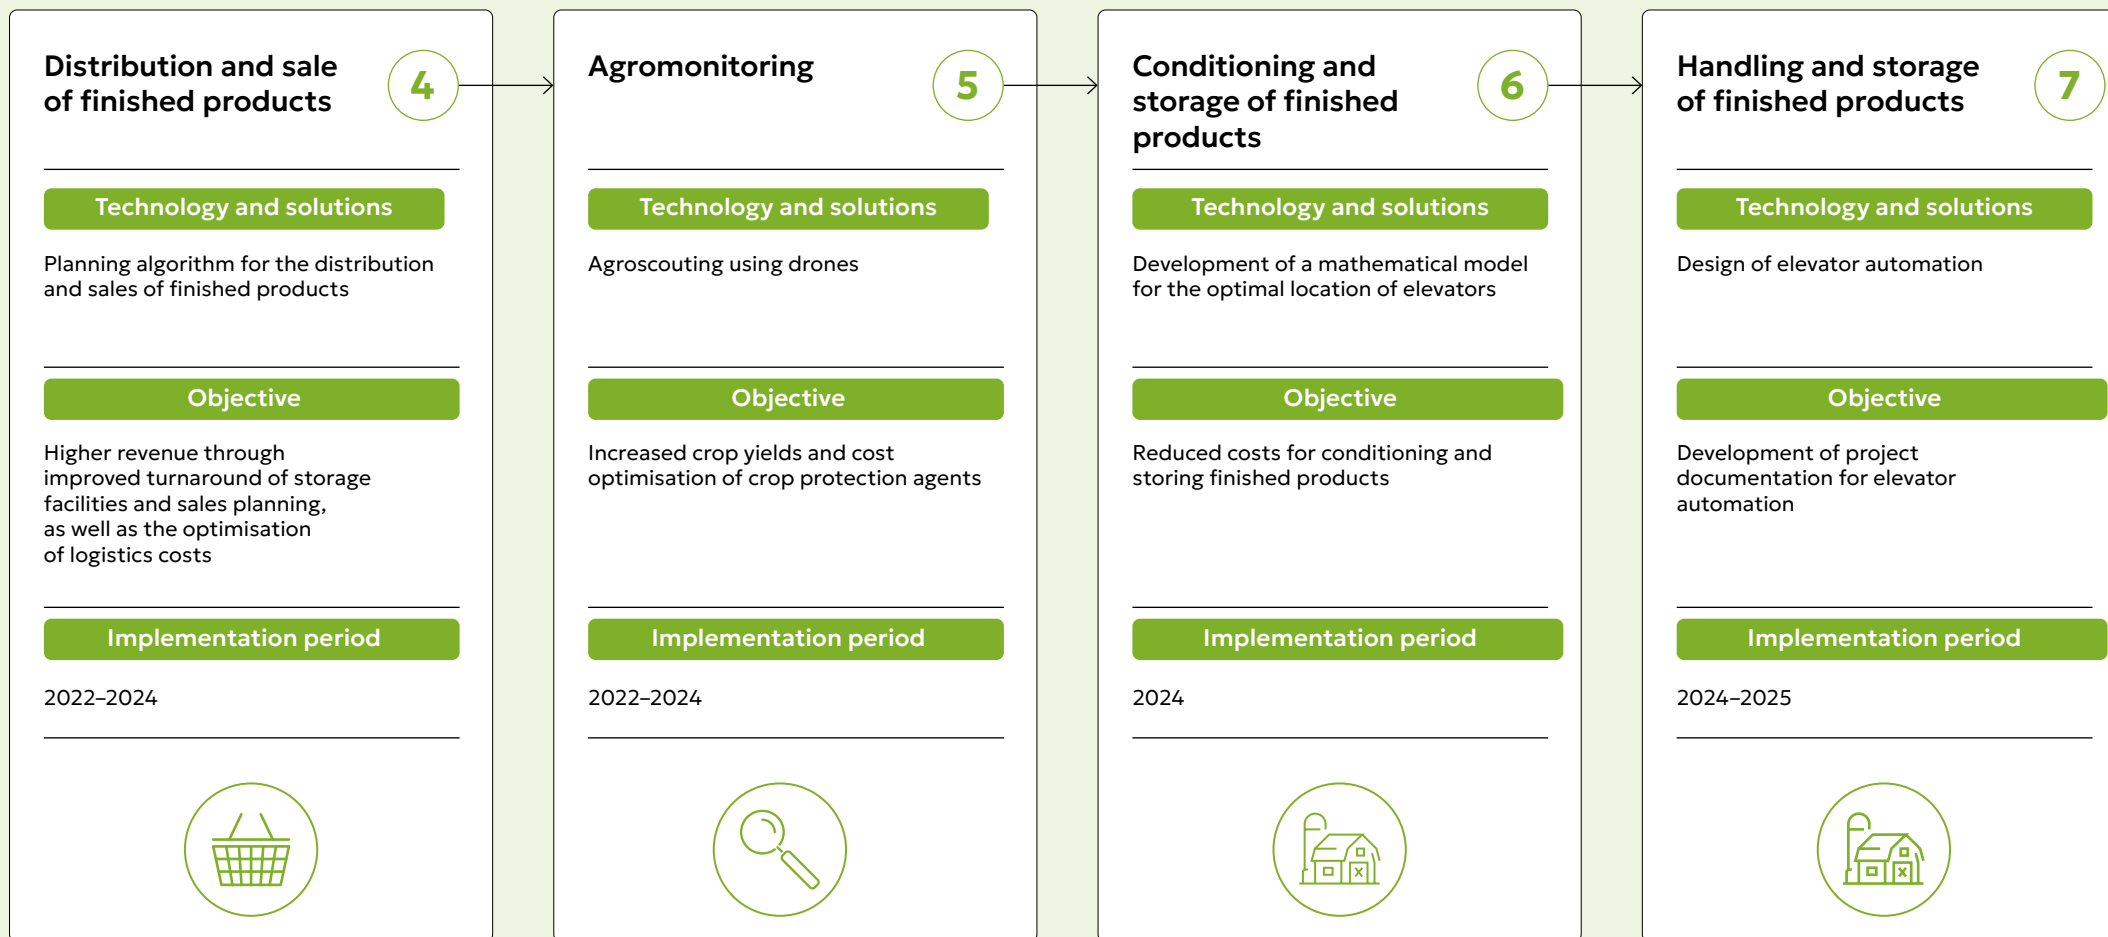 Distribution and sale
of finished products
4
Technology and solutions
Planning algorithm for the distribution
and sales of finished products
Objective
Higher revenue through
improved turnaround of storage
facilities and sales planning,
as well as the optimisation
of logistics costs
Implementation period
2022–2024
Agromonitoring
5
Technology and solutions
Agroscouting using drones
Objective
Increased crop yields and cost
optimisation of crop protection agents
Implementation period
2022–2024
Conditioning and
storage of finished
products
6
Technology and solutions
Development of a mathematical model
for the optimal location of elevators
Objective
Reduced costs for conditioning and
storing finished products
Implementation period
2024
Handling and storage
of finished products
7
Technology and solutions
Design of elevator automation
Objective
Development of project
documentation for elevator
automation
Implementation period
2024–2025